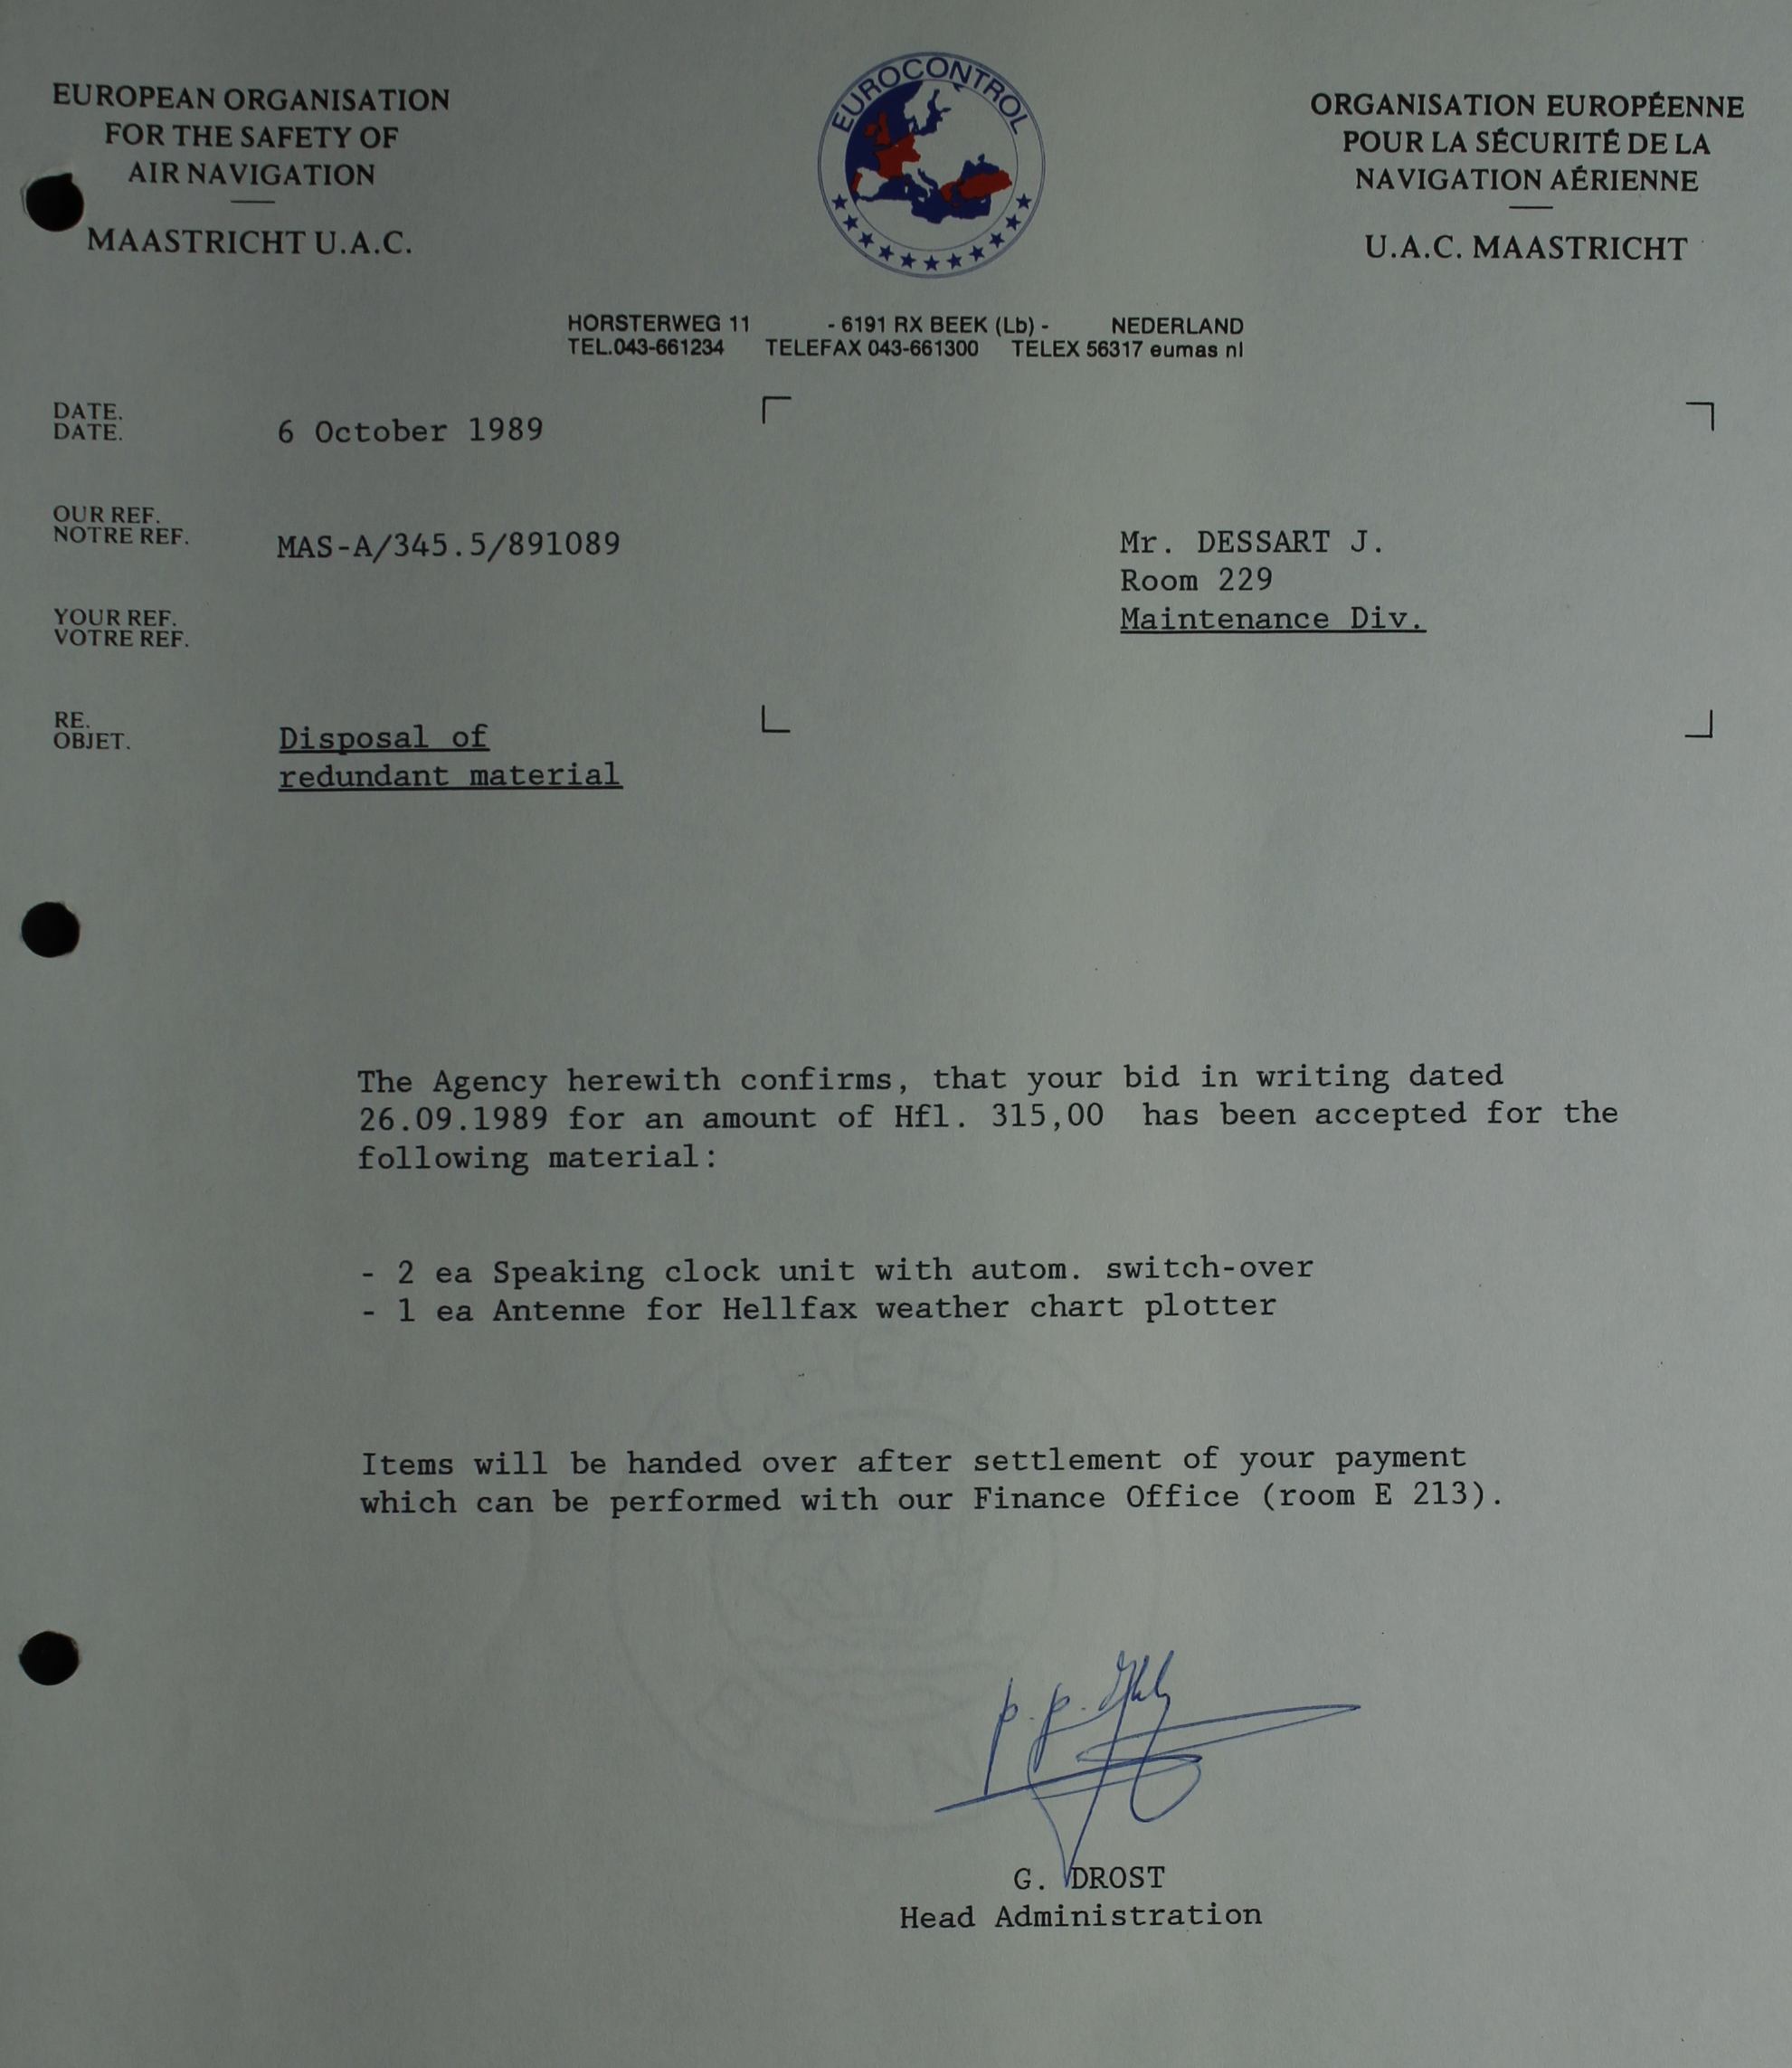 EUROPEAN ORGANISATION
FOR THE SAFETY OF
AIR NAVIGATION
MAASTRICHT U.A.C.
EUROCONTROL
ORGANISATION EUROPÉENNE
POUR LA SÉCURITÉ DE LA
NAVIGATION AÉRIENNE
U.A.C. MAASTRICHT
HORSTERWEG 11 - 6191 RX BEEK (Lb) - NEDERLAND
TEL.043-661234 TELEFAX 043-661300 TELEX 56317 eumas nl
DATE.
DATE.
6 October 1989
OUR REF.
NOTRE REF.
MAS-A/345.5/891089
Mr. DESSART J.
Room 229
Maintenance Div.
YOUR REF.
VOTRE REF.
RE.
OBJET.
Disposal of
redundant material
The Agency herewith confirms, that your bid in writing dated
26.09.1989 for an amount of Hfl. 315,00 has been accepted for the
following material:
- 2 ea Speaking clock unit with autom. switch-over
- 1 ea Antenne for Hellfax weather chart plotter
Items will be handed over after settlement of your payment
which can be performed with our Finance Office (room E 213).
p.p.
G. DROST
Head Administration